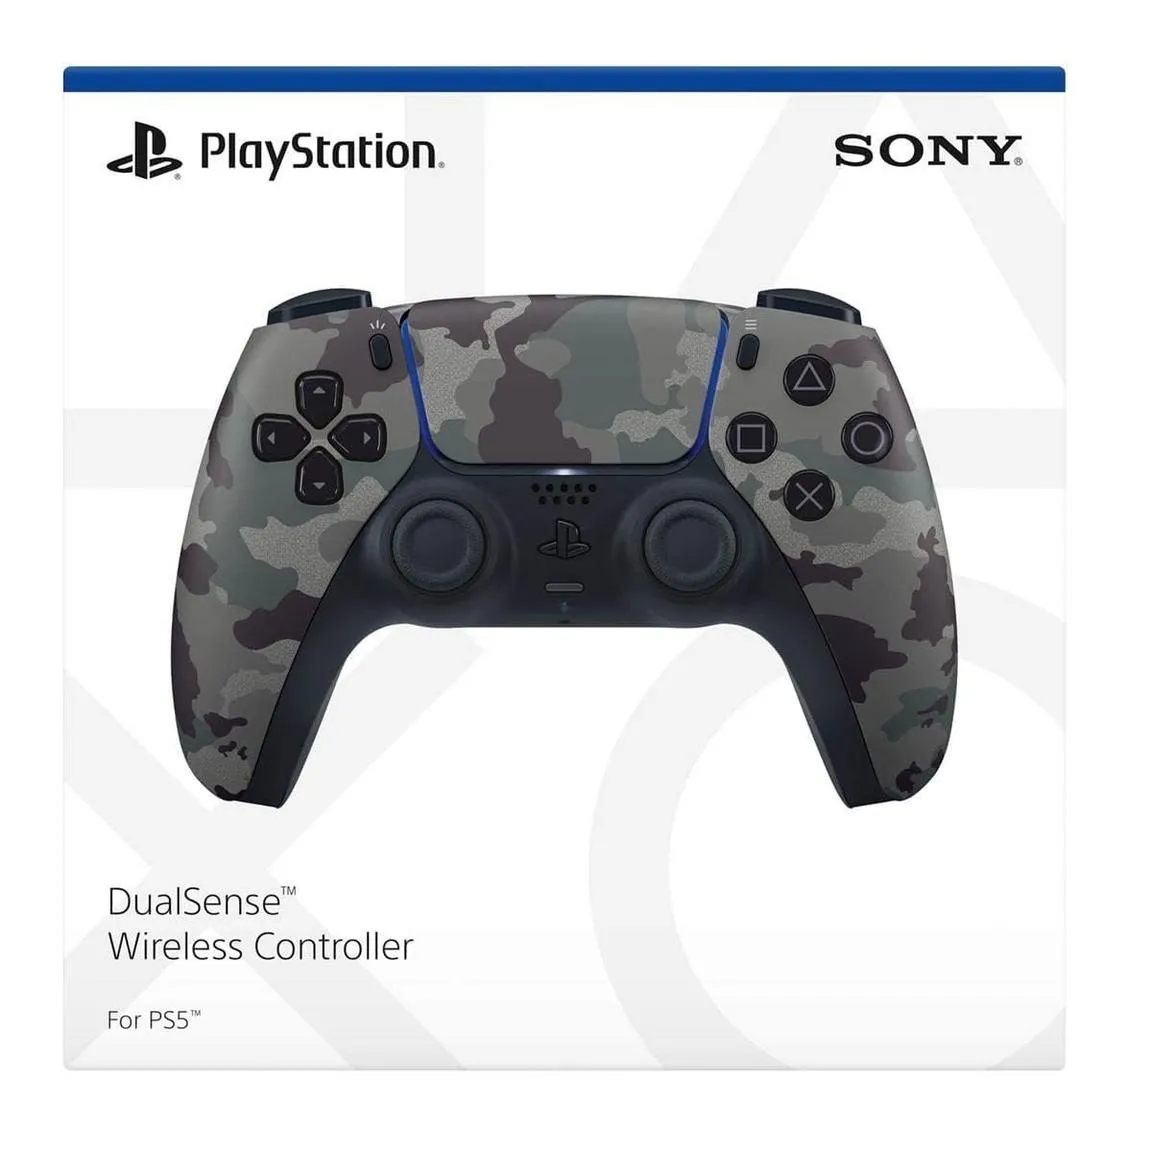 PlayStation®
SONY®
DualSense™
Wireless Controller
For PS5™